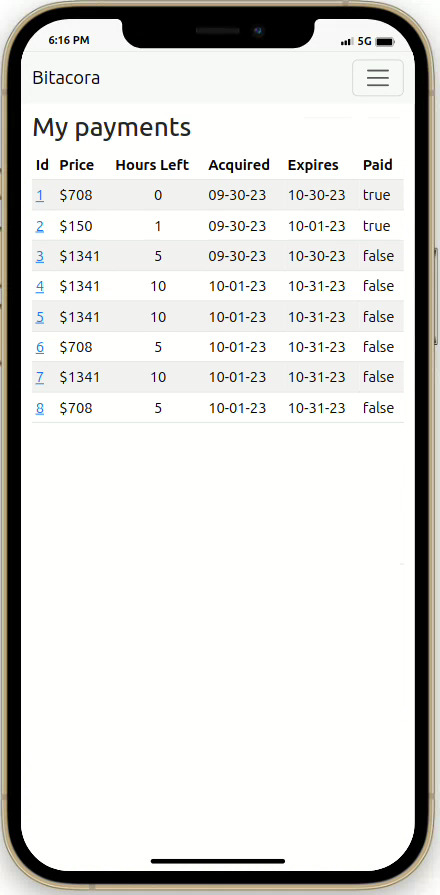 6:16 PM 5G
Bitacora
My payments
Id Price Hours Left Acquired Expires Paid
1 $708 0 09-30-23 10-30-23 true
2 $150 1 09-30-23 10-01-23 true
3 $1341 5 09-30-23 10-30-23 false
4 $1341 10 10-01-23 10-31-23 false
5 $1341 10 10-01-23 10-31-23 false
6 $708 5 10-01-23 10-31-23 false
7 $1341 10 10-01-23 10-31-23 false
8 $708 5 10-01-23 10-31-23 false